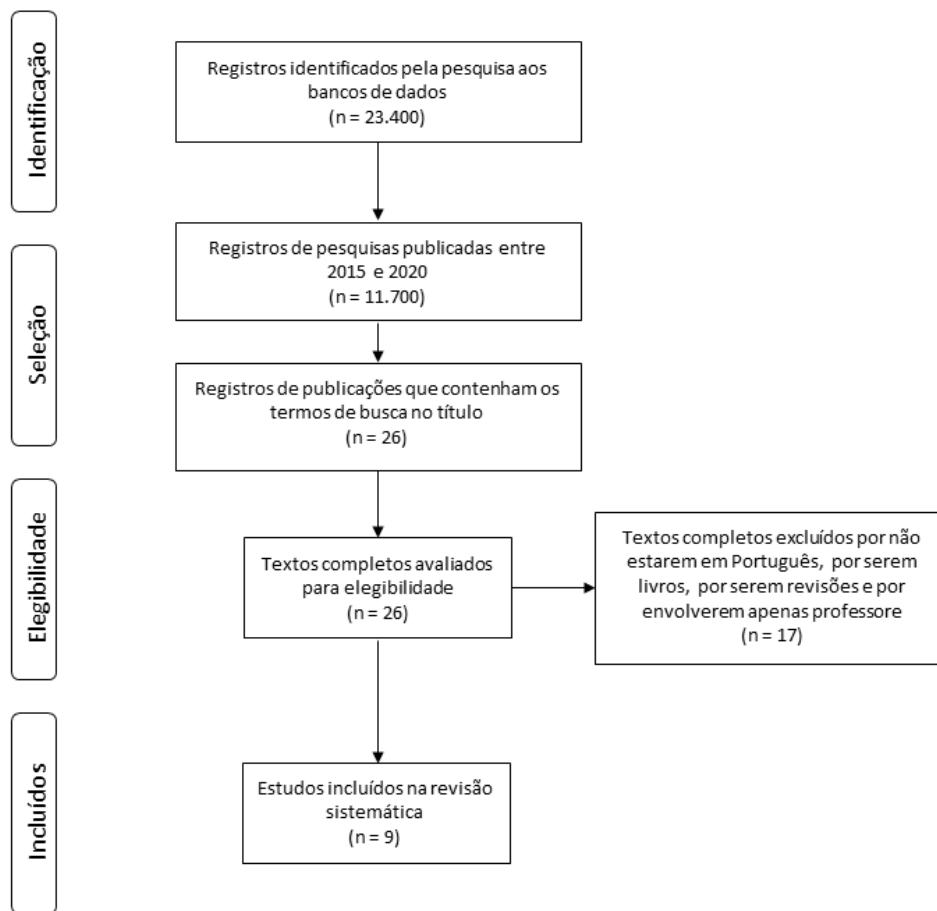 Identificação
Registros identificados pela pesquisa aos
bancos de dados
(n = 23.400)
Seleção
Registros de pesquisas publicadas entre
2015 e 2020
(n = 11.700)
Registros de publicações que contenham os
termos de busca no título
(n = 26)
Elegibilidade
Textos completos avaliados
para elegibilidade
(n = 26)
Textos completos excluídos por não
estarem em Português, por serem
livros, por serem revisões e por
envolverem apenas professore
(n = 17)
Incluídos
Estudos incluídos na revisão
sistemática
(n = 9)